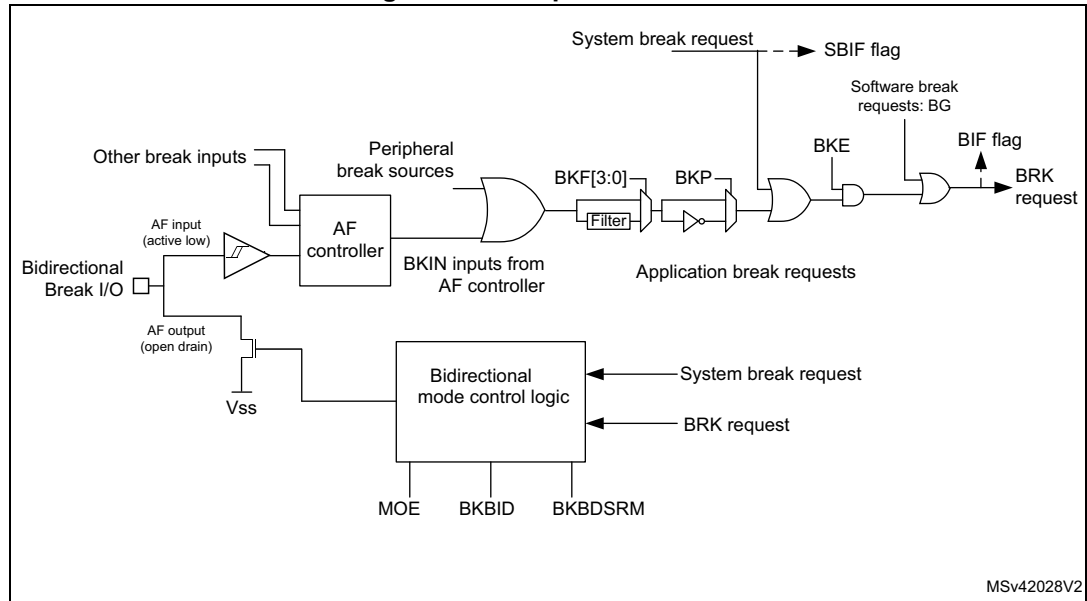 System break request
SBIF flag
Software break
requests: BG
BIF flag
BKE
BRK
request
Peripheral
break sources
Other break inputs
BKF[3:0]
BKP
Filter
AF input
(active low)
AF
controller
Bidirectional
Break I/O
BKIN inputs from
AF controller
Application break requests
AF output
(open drain)
Vss
Bidirectional
mode control logic
System break request
BRK request
MOE
BKBID
BKBDSRM
MSv42028V2